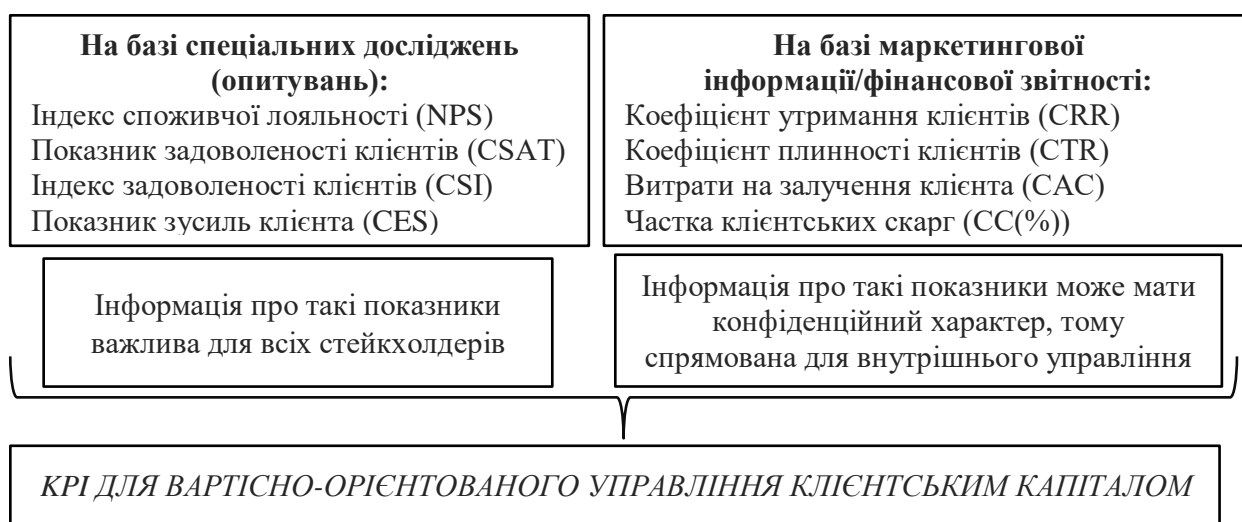 На базі спеціальних досліджень
(опитувань):
Індекс споживчої лояльності (NPS)
Показник задоволеності клієнтів (CSAT)
Індекс задоволеності клієнтів (CSI)
Показник зусиль клієнта (CES)
На базі маркетингової
інформації/фінансової звітності:
Коефіцієнт утримання клієнтів (CRR)
Коефіцієнт плинності клієнтів (CTR)
Витрати на залучення клієнта (CAC)
Частка клієнтських скарг (CC(%))
Інформація про такі показники
важлива для всіх стейкхолдерів
Інформація про такі показники може мати
конфіденційний характер, тому
спрямована для внутрішнього управління
KPI ДЛЯ ВАРТІСНО-ОРІЄНТОВАНОГО УПРАВЛІННЯ КЛІЄНТСЬКИМ КАПІТАЛОМ